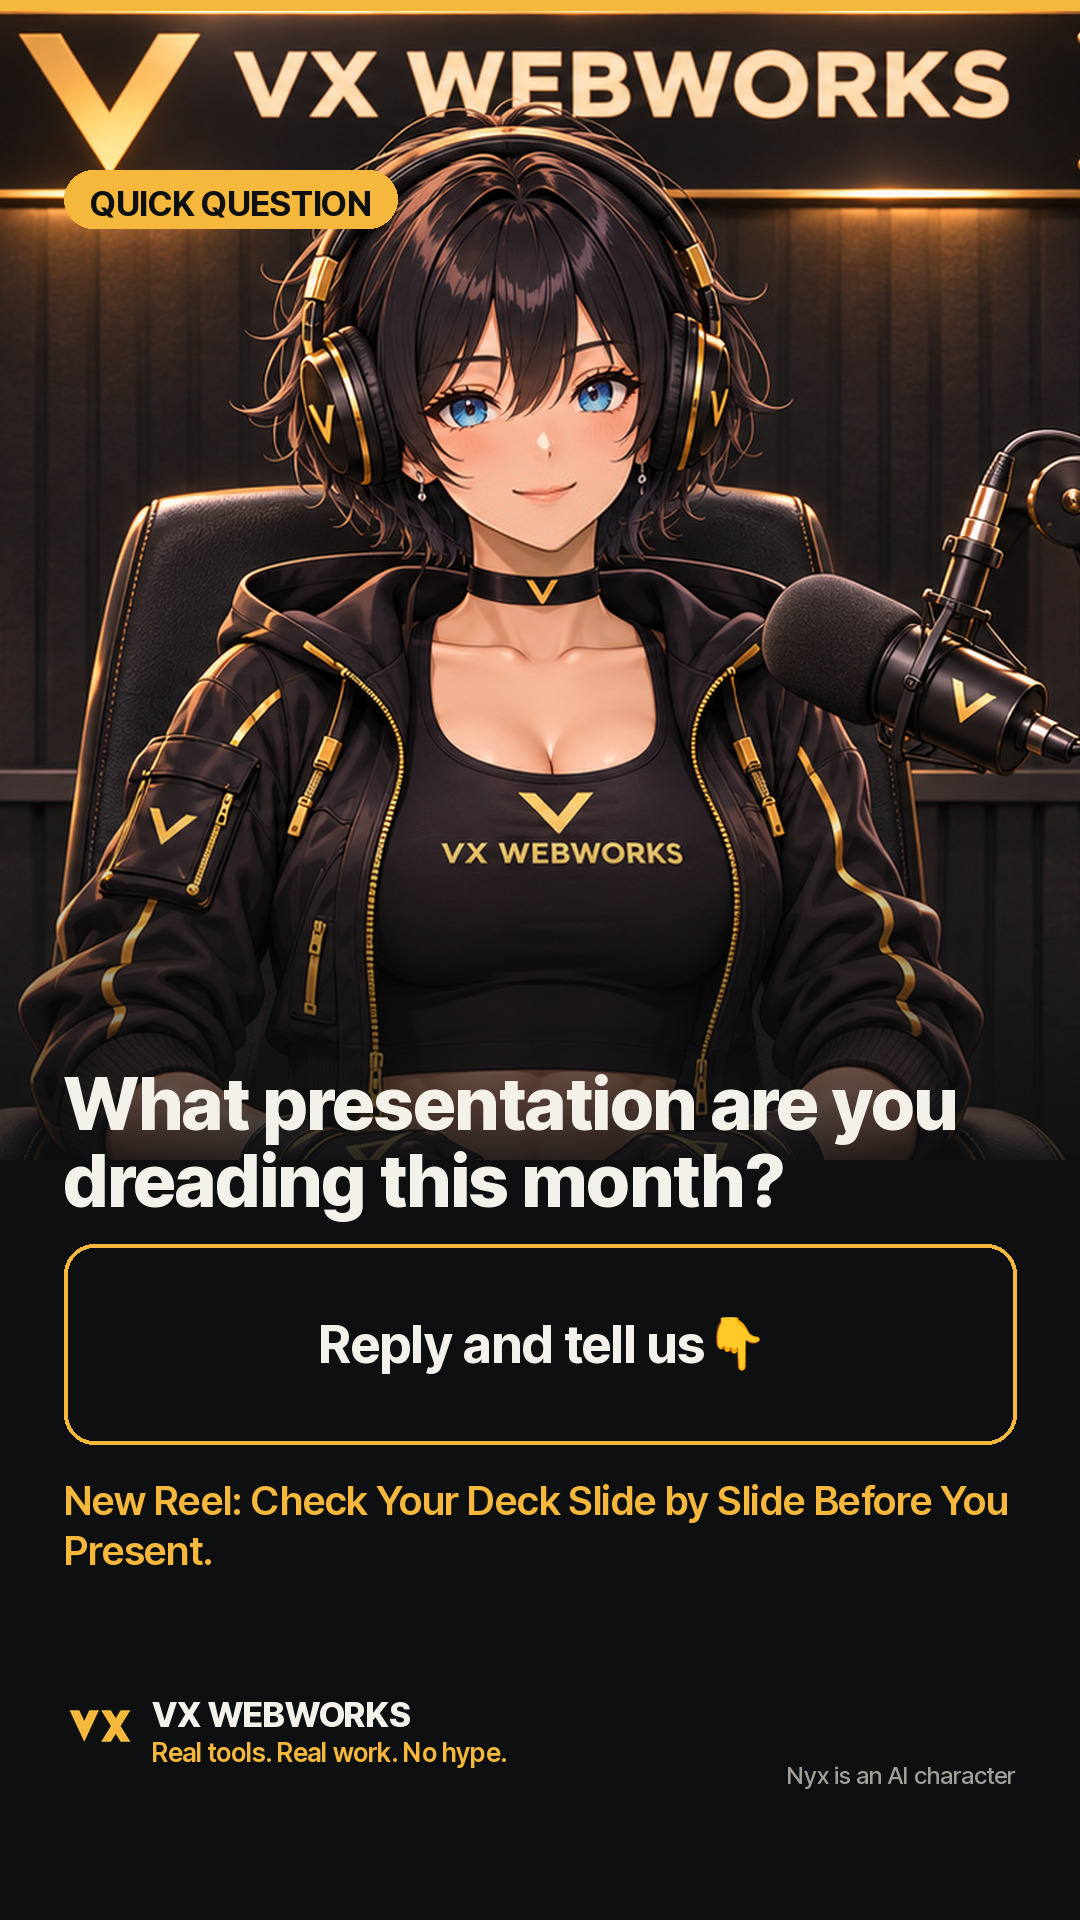 VX WEBWORKS
QUICK QUESTION
VX WEBWORKS
What presentation are you
dreading this month?
Reply and tell us👇
New Reel: Check Your Deck Slide by Slide Before You
Present.
VX
VX WEBWORKS
Real tools. Real work. No hype.
Nyx is an AI character